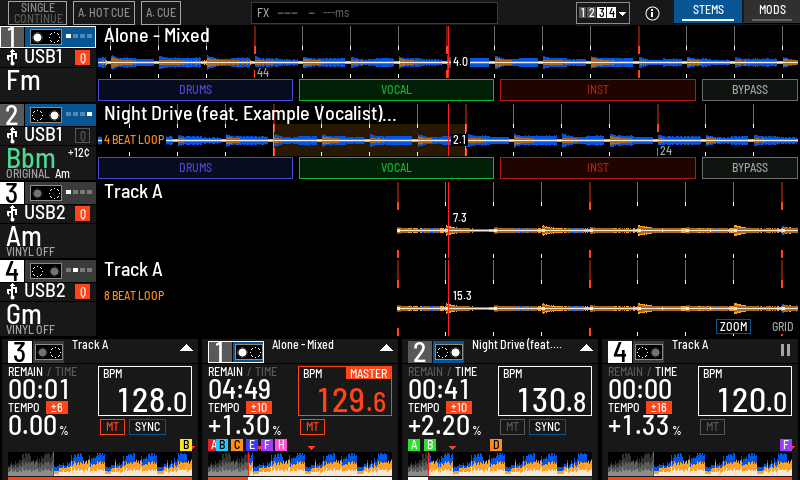 SINGLE
CONTINUE
A. HOT CUE
A. CUE
FX --- - ---ms
1 2 3 4
STEMS
MODS
1
USB1 0
Fm
Alone - Mixed
4.0
44
DRUMS VOCAL INST BYPASS
2
USB1 0
Bbm +12¢
ORIGINAL Am
Night Drive (feat. Example Vocalist)...
4 BEAT LOOP
2.1
24
DRUMS VOCAL INST BYPASS
3
USB2 0
Am
VINYL OFF
Track A
7.3
4
USB2 0
Gm
VINYL OFF
Track A
8 BEAT LOOP
15.3
ZOOM GRID
3
Track A
REMAIN / TIME
00:01
TEMPO ±6
0.00 %
BPM
128.0
MT SYNC
B
1
Alone - Mixed
REMAIN / TIME
04:49
TEMPO ±10
+1.30 %
BPM MASTER
129.6
MT
A B C E F H
2
Night Drive (feat....
REMAIN / TIME
00:41
TEMPO ±10
+2.20 %
BPM
130.8
MT SYNC
A B D
4
Track A
REMAIN / TIME
00:00
TEMPO ±16
+1.33 %
BPM
120.0
MT SYNC
F